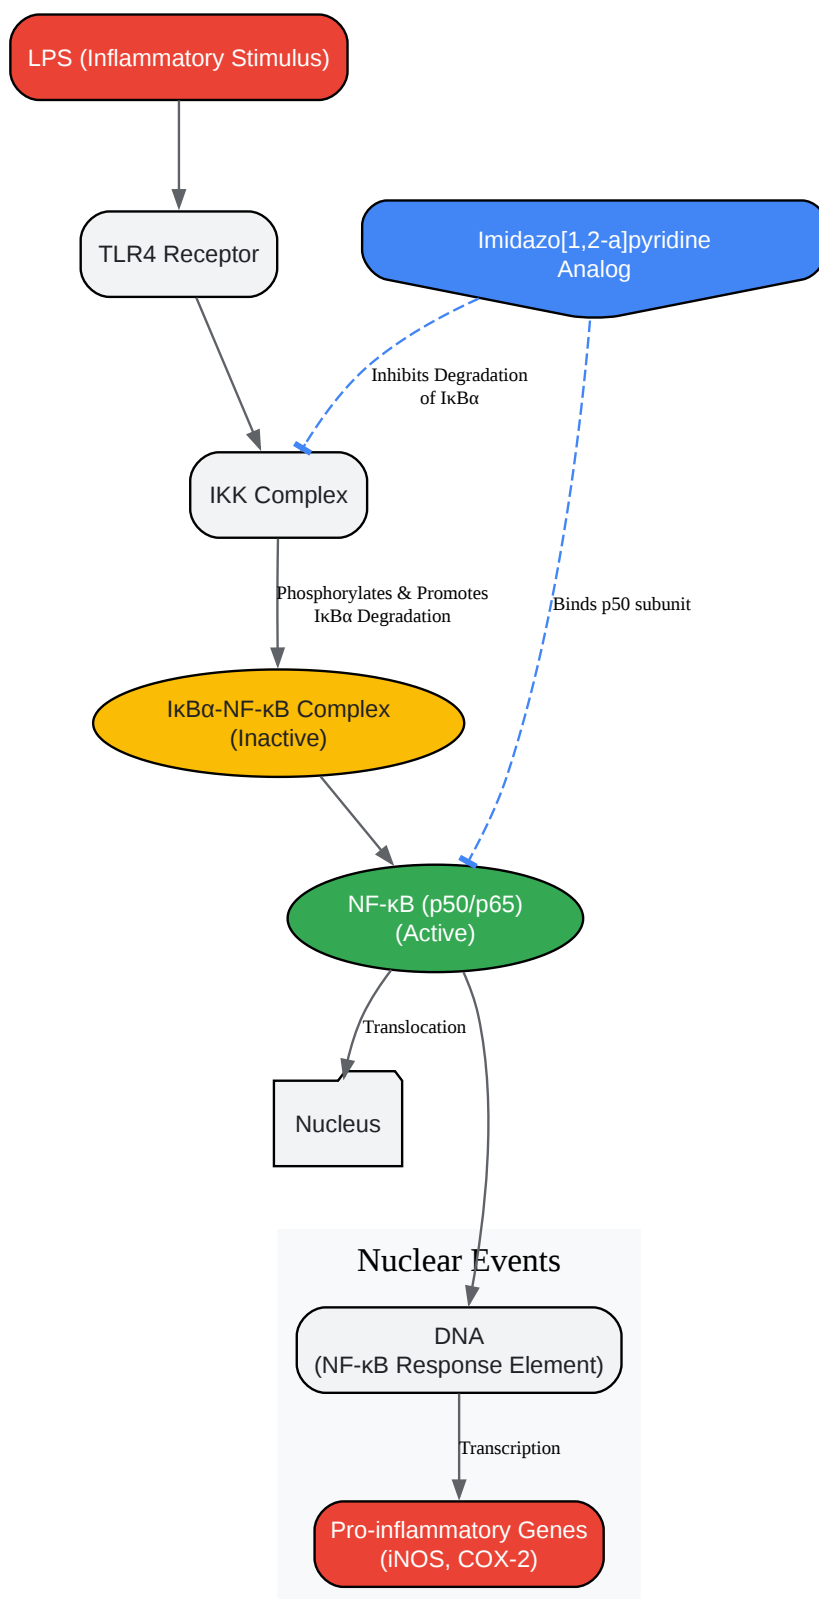 LPS (Inflammatory Stimulus)
TLR4 Receptor
Imidazo[1,2-a]pyridine
Analog
Inhibits Degradation
of IκBα
IKK Complex
Phosphorylates & Promotes
IκBα Degradation
Binds p50 subunit
IκBα-NF-κB Complex
(Inactive)
NF-κB (p50/p65)
(Active)
Translocation
Nucleus
Nuclear Events
DNA
(NF-κB Response Element)
Transcription
Pro-inflammatory Genes
(iNOS, COX-2)